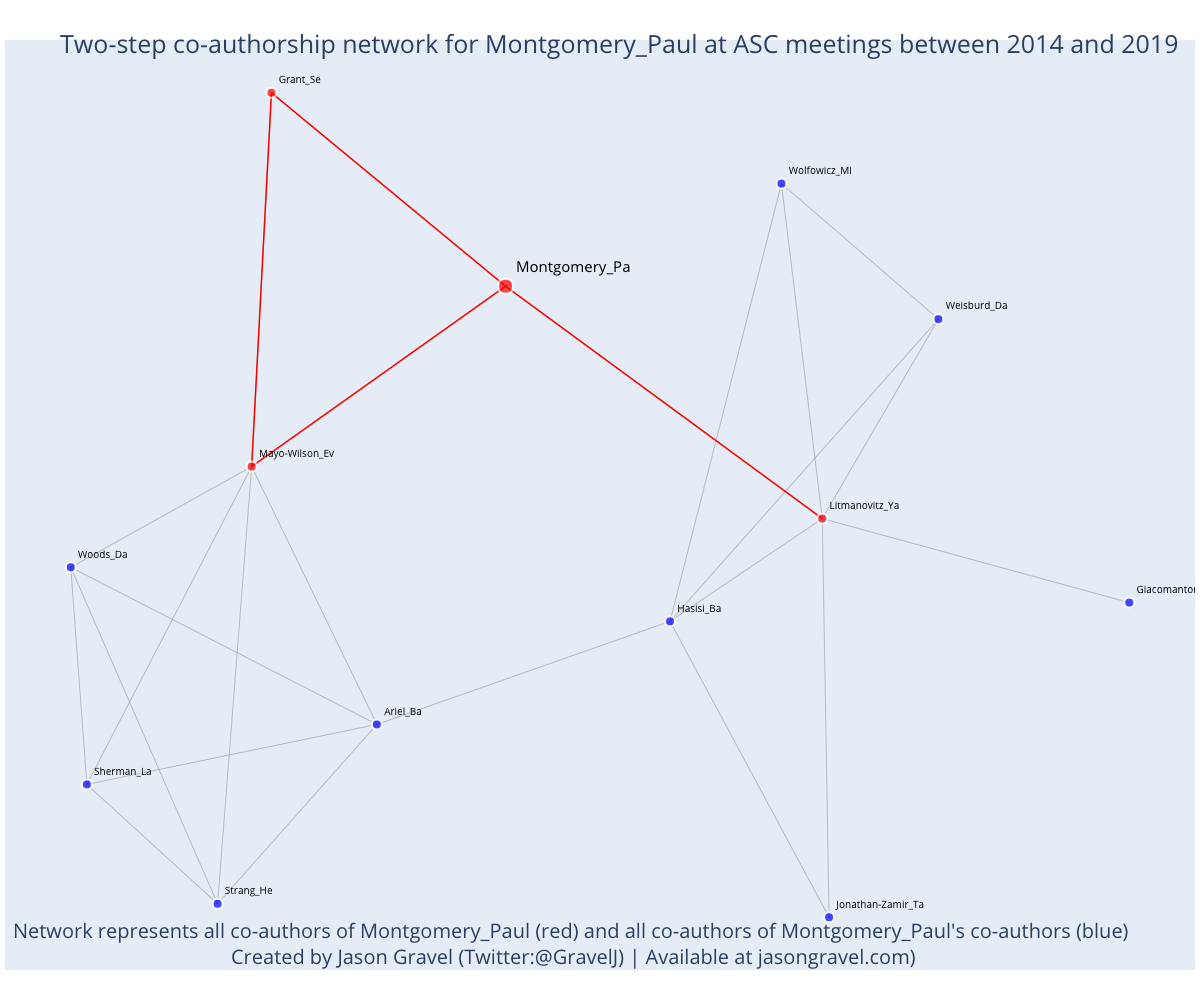 Two-step co-authorship network for Montgomery_Paul at ASC meetings between 2014 and 2019
Grant_Se
Wolfowicz_Mi
Montgomery_Pa
Weisburd_Da
Mayo-Wilson_Ev
Litmanovitz_Ya
Woods_Da
Giacomanton
Hasisi_Ba
Ariel_Ba
Sherman_La
Strang_He
Jonathan-Zamir_Ta
Network represents all co-authors of Montgomery_Paul (red) and all co-authors of Montgomery_Paul's co-authors (blue)
Created by Jason Gravel (Twitter:@GravelJ) | Available at jasongravel.com)